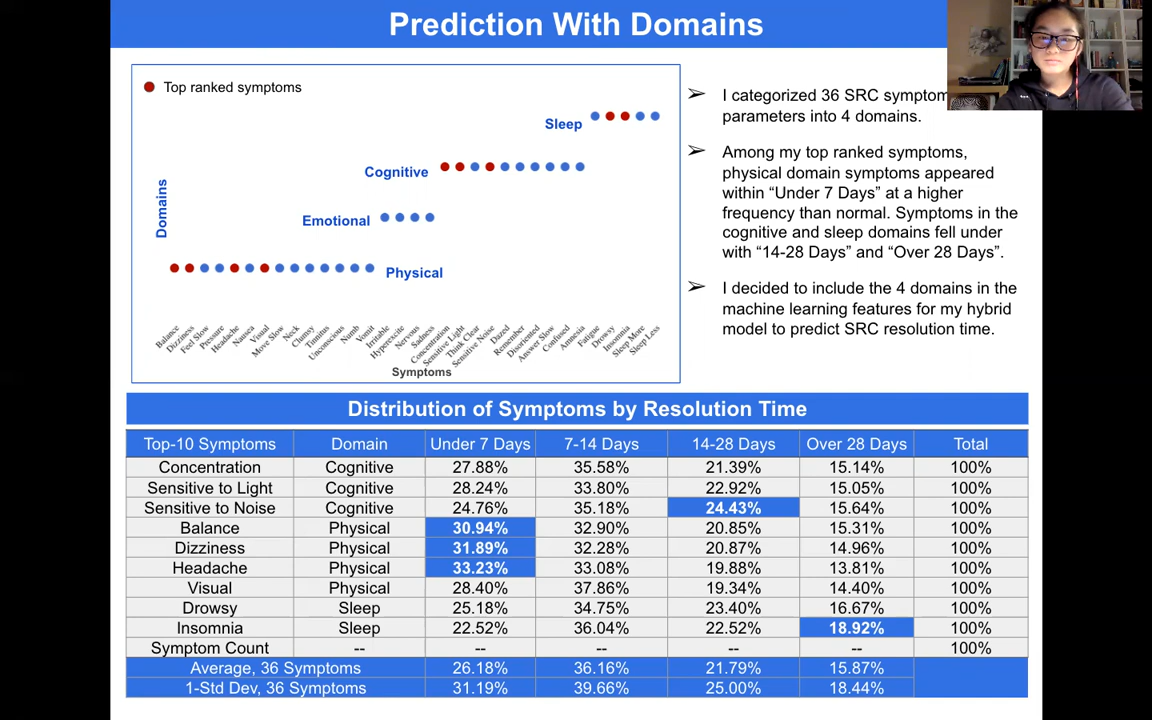 Prediction With Domains
Top ranked symptoms
Sleep
Cognitive
Emotional
Physical
Domains
Balance
Dizziness
Feel Slow
Pressure
Headache
Nausea
Visual
Move Slow
Neck
Clumsy
Tinnitus
Unconscious
Numb
Vomit
Irritable
Hyperexcite
Nervous
Sadness
Concentration
Sensitive Light
Think Clear
Sensitive Noise
Dazed
Remember
Disoriented
Answer Slow
Confused
Amnesia
Fatigue
Drowsy
Insomnia
Sleep More
Sleep Less
Symptoms
➢ I categorized 36 SRC symptom
parameters into 4 domains.
➢ Among my top ranked symptoms,
physical domain symptoms appeared
within “Under 7 Days” at a higher
frequency than normal. Symptoms in the
cognitive and sleep domains fell under
with “14-28 Days” and “Over 28 Days”.
➢ I decided to include the 4 domains in the
machine learning features for my hybrid
model to predict SRC resolution time.
Distribution of Symptoms by Resolution Time
Top-10 Symptoms Domain Under 7 Days 7-14 Days 14-28 Days Over 28 Days Total
Concentration Cognitive 27.88% 35.58% 21.39% 15.14% 100%
Sensitive to Light Cognitive 28.24% 33.80% 22.92% 15.05% 100%
Sensitive to Noise Cognitive 24.76% 35.18% 24.43% 15.64% 100%
Balance Physical 30.94% 32.90% 20.85% 15.31% 100%
Dizziness Physical 31.89% 32.28% 20.87% 14.96% 100%
Headache Physical 33.23% 33.08% 19.88% 13.81% 100%
Visual Physical 28.40% 37.86% 19.34% 14.40% 100%
Drowsy Sleep 25.18% 34.75% 23.40% 16.67% 100%
Insomnia Sleep 22.52% 36.04% 22.52% 18.92% 100%
Symptom Count -- -- -- -- -- 100%
Average, 36 Symptoms 26.18% 36.16% 21.79% 15.87%
1-Std Dev, 36 Symptoms 31.19% 39.66% 25.00% 18.44%